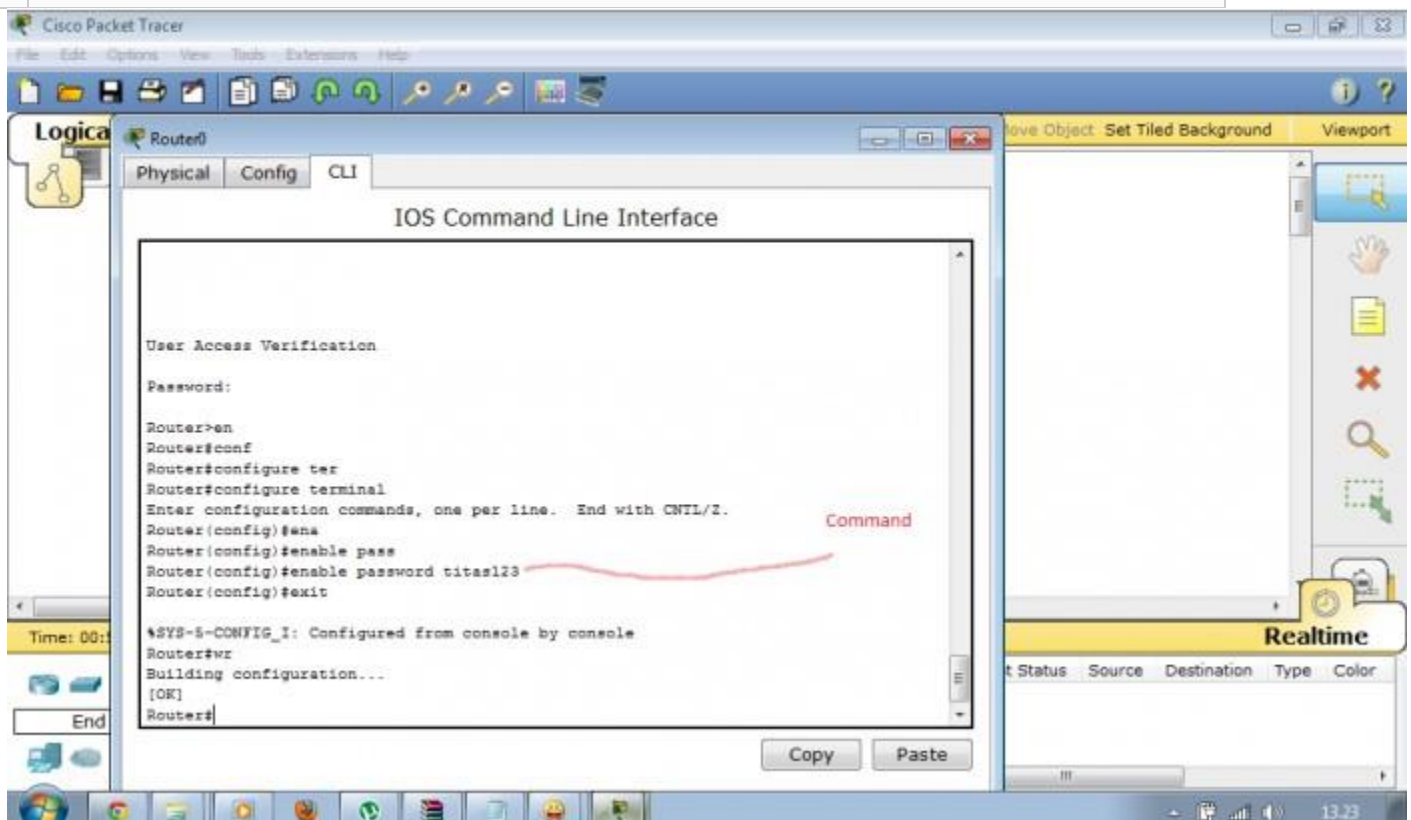 Cisco Packet Tracer
File Edit Options View Tools Extensions Help
Logica
Router0
Move Object Set Tiled Background Viewport
Physical Config CLI
IOS Command Line Interface
User Access Verification
Password:
Router>en
Router#conf
Router#configure ter
Router#configure terminal
Enter configuration commands, one per line. End with CNTL/Z.
Router(config)#ena
Router(config)#enable pass
Router(config)#enable password titas123
Command
Router(config)#exit
%SYS-5-CONFIG_I: Configured from console by console
Router#wr
Building configuration...
[OK]
Router#
Copy Paste
Time: 00:
Realtime
t Status Source Destination Type Color
End
13.23